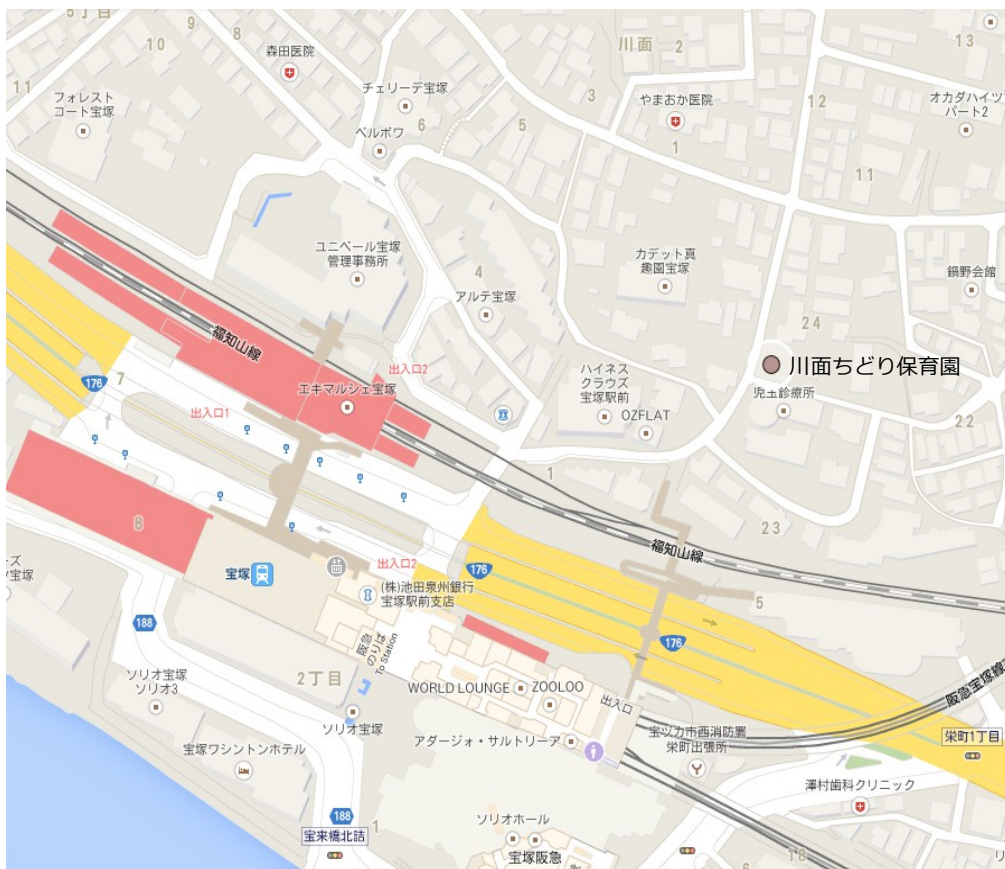 5丁目
9
9
8
10
11
森田医院
フォレスト
コート宝塚
チェリーデ宝塚
6
ベルポワ
5
3
川面
2
やまおか医院
1
12
13
オカダハイツ
パート2
11
ユニベール宝塚
管理事務所
4
アルテ宝塚
カデット真
趣園宝塚
鍋野会館
24
川面ちどり保育園
児玉診療所
22
福知山線
出入口2
エキマルシェ宝塚
出入口1
176
7
ハイネス
クラウズ
宝塚駅前
OZFLAT
1
23
福知山線
8
宝塚
出入口2
176
(株)池田泉州銀行
宝塚駅前支店
5
176
ーズ
宝塚
188
阪急
のりば
To Station
2丁目
WORLD LOUNGE
ZOOLOO
出入口
阪急宝塚線
ソリオ宝塚
ソリオ3
ソリオ宝塚
アダージォ・サルトリーア
宝ヅカ市西消防署
栄町出張所
栄町1丁目
宝塚ワシントンホテル
澤村歯科クリニック
188
宝来橋北詰
1
ソリオホール
宝塚阪急
6
18
リ